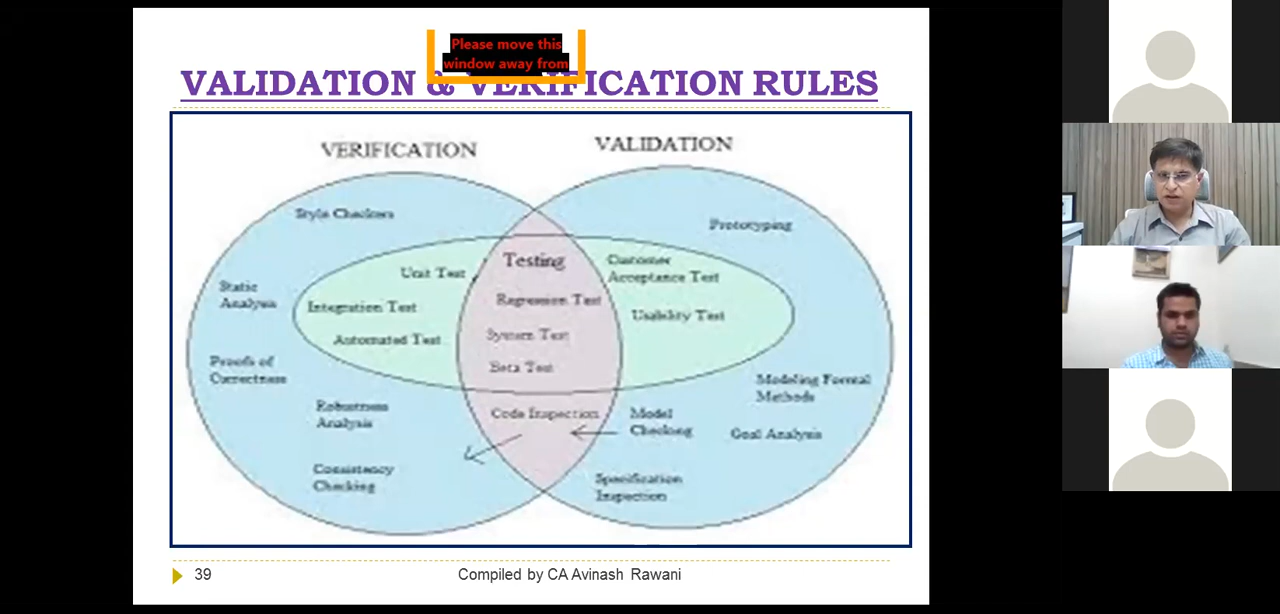 Please move this
window away from
VALIDATION & VERIFICATION RULES
VERIFICATION
VALIDATION
Style Checkers
Prototyping
Testing
Customer
Acceptance Test
Unit Test
Static
Analysis
Integration Test
Regression Test
Usability Test
Automated Test
System Test
Proofs of
Correctness
Beta Test
Modeling Formal
Methods
Robustness
Analysis
Code Inspection
Model
Checking
Goal Analysis
Consistency
Checking
Specification
Inspection
39
Compiled by CA Avinash Rawani